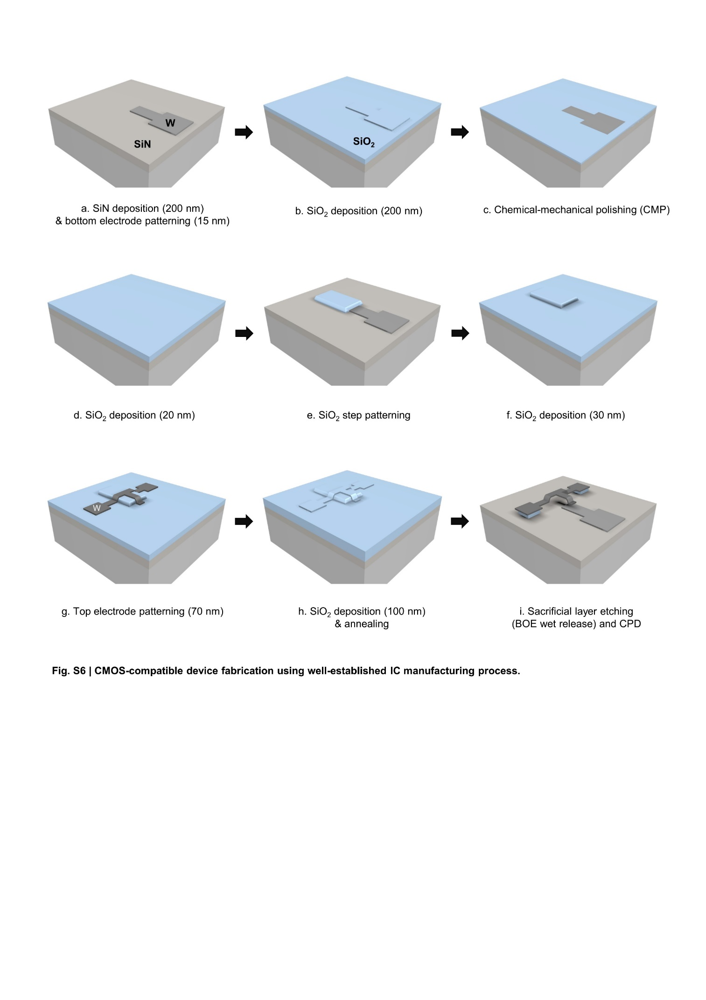 W
SiN
SiO₂
a. SiN deposition (200 nm)
& bottom electrode patterning (15 nm)
b. SiO₂ deposition (200 nm)
c. Chemical-mechanical polishing (CMP)
d. SiO₂ deposition (20 nm)
e. SiO₂ step patterning
f. SiO₂ deposition (30 nm)
W
g. Top electrode patterning (70 nm)
h. SiO₂ deposition (100 nm)
& annealing
i. Sacrificial layer etching
(BOE wet release) and CPD
Fig. S6 | CMOS-compatible device fabrication using well-established IC manufacturing process.